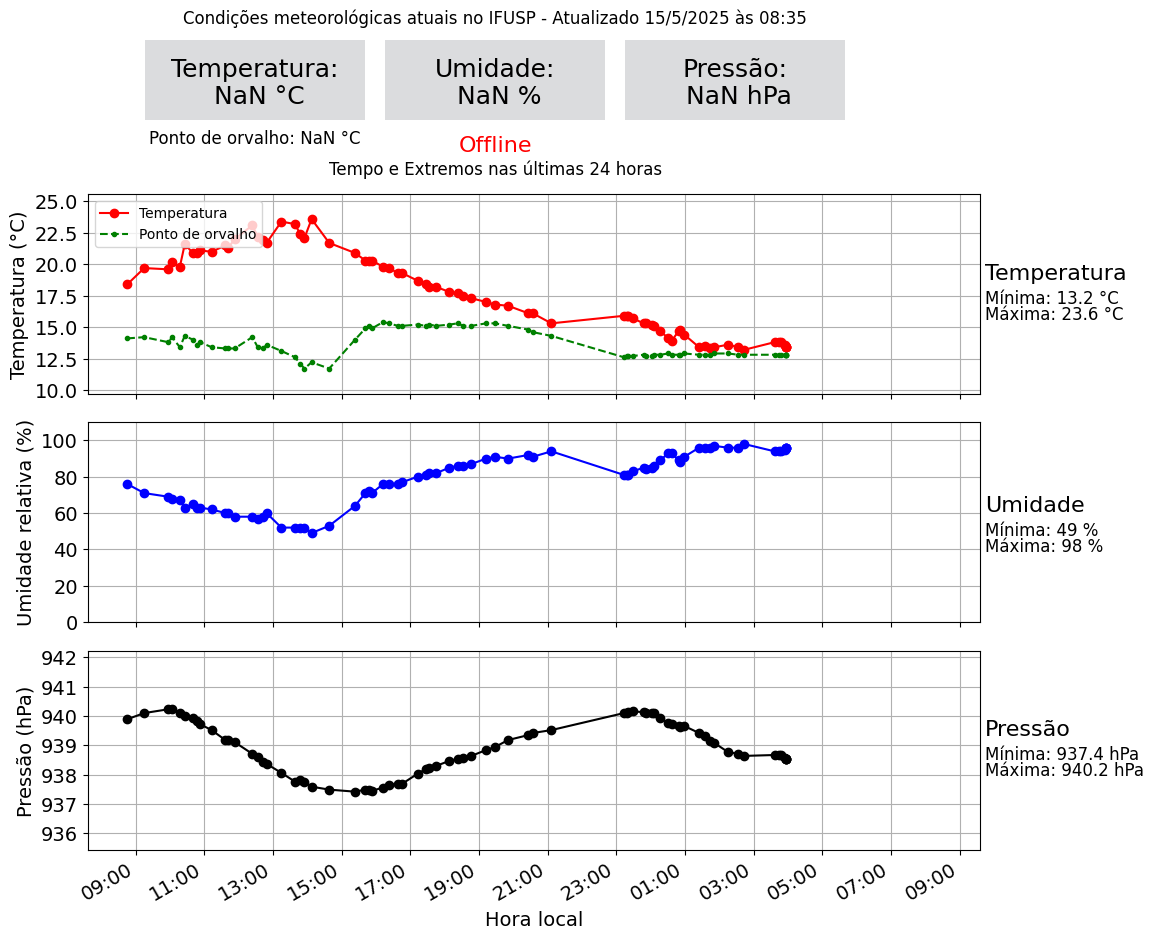 Condições meteorológicas atuais no IFUSP - Atualizado 15/5/2025 às 08:35
Temperatura:
NaN °C
Umidade:
NaN %
Pressão:
NaN hPa
Ponto de orvalho: NaN °C
Offline
Tempo e Extremos nas últimas 24 horas
Temperatura (°C)
25.0
22.5
20.0
17.5
15.0
12.5
10.0
Temperatura
Ponto de orvalho
Temperatura
Mínima: 13.2 °C
Máxima: 23.6 °C
Umidade relativa (%)
100
80
60
40
20
0
Umidade
Mínima: 49 %
Máxima: 98 %
Pressão (hPa)
942
941
940
939
938
937
936
Pressão
Mínima: 937.4 hPa
Máxima: 940.2 hPa
09:00 11:00 13:00 15:00 17:00 19:00 21:00 23:00 01:00 03:00 05:00 07:00 09:00
Hora local